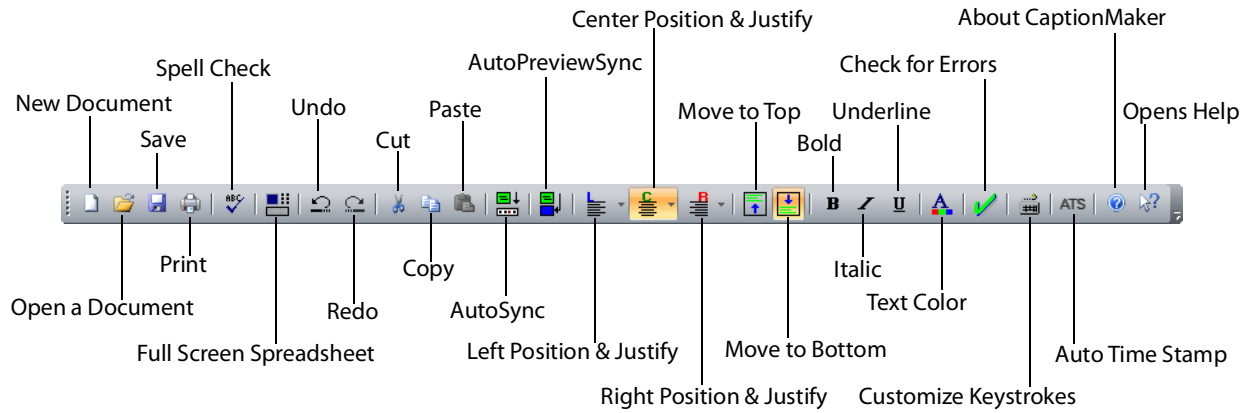 Center Position & Justify
About CaptionMaker
AutoPreviewSync
Check for Errors
Spell Check
New Document
Undo
Paste
Move to Top
Underline
Opens Help
Save
Cut
Bold
ABC
L
C
R
B
I
U
A
ATS
Print
Copy
Italic
Open a Document
Redo
AutoSync
Text Color
Full Screen Spreadsheet
Left Position & Justify
Move to Bottom
Auto Time Stamp
Right Position & Justify
Customize Keystrokes